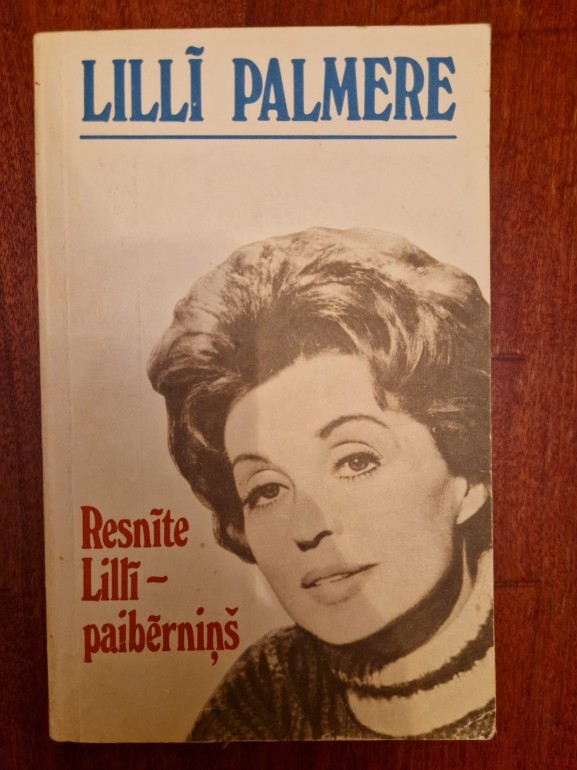 LILLĪ PALMERE
Resnīte
Lillī –
paibērniņš